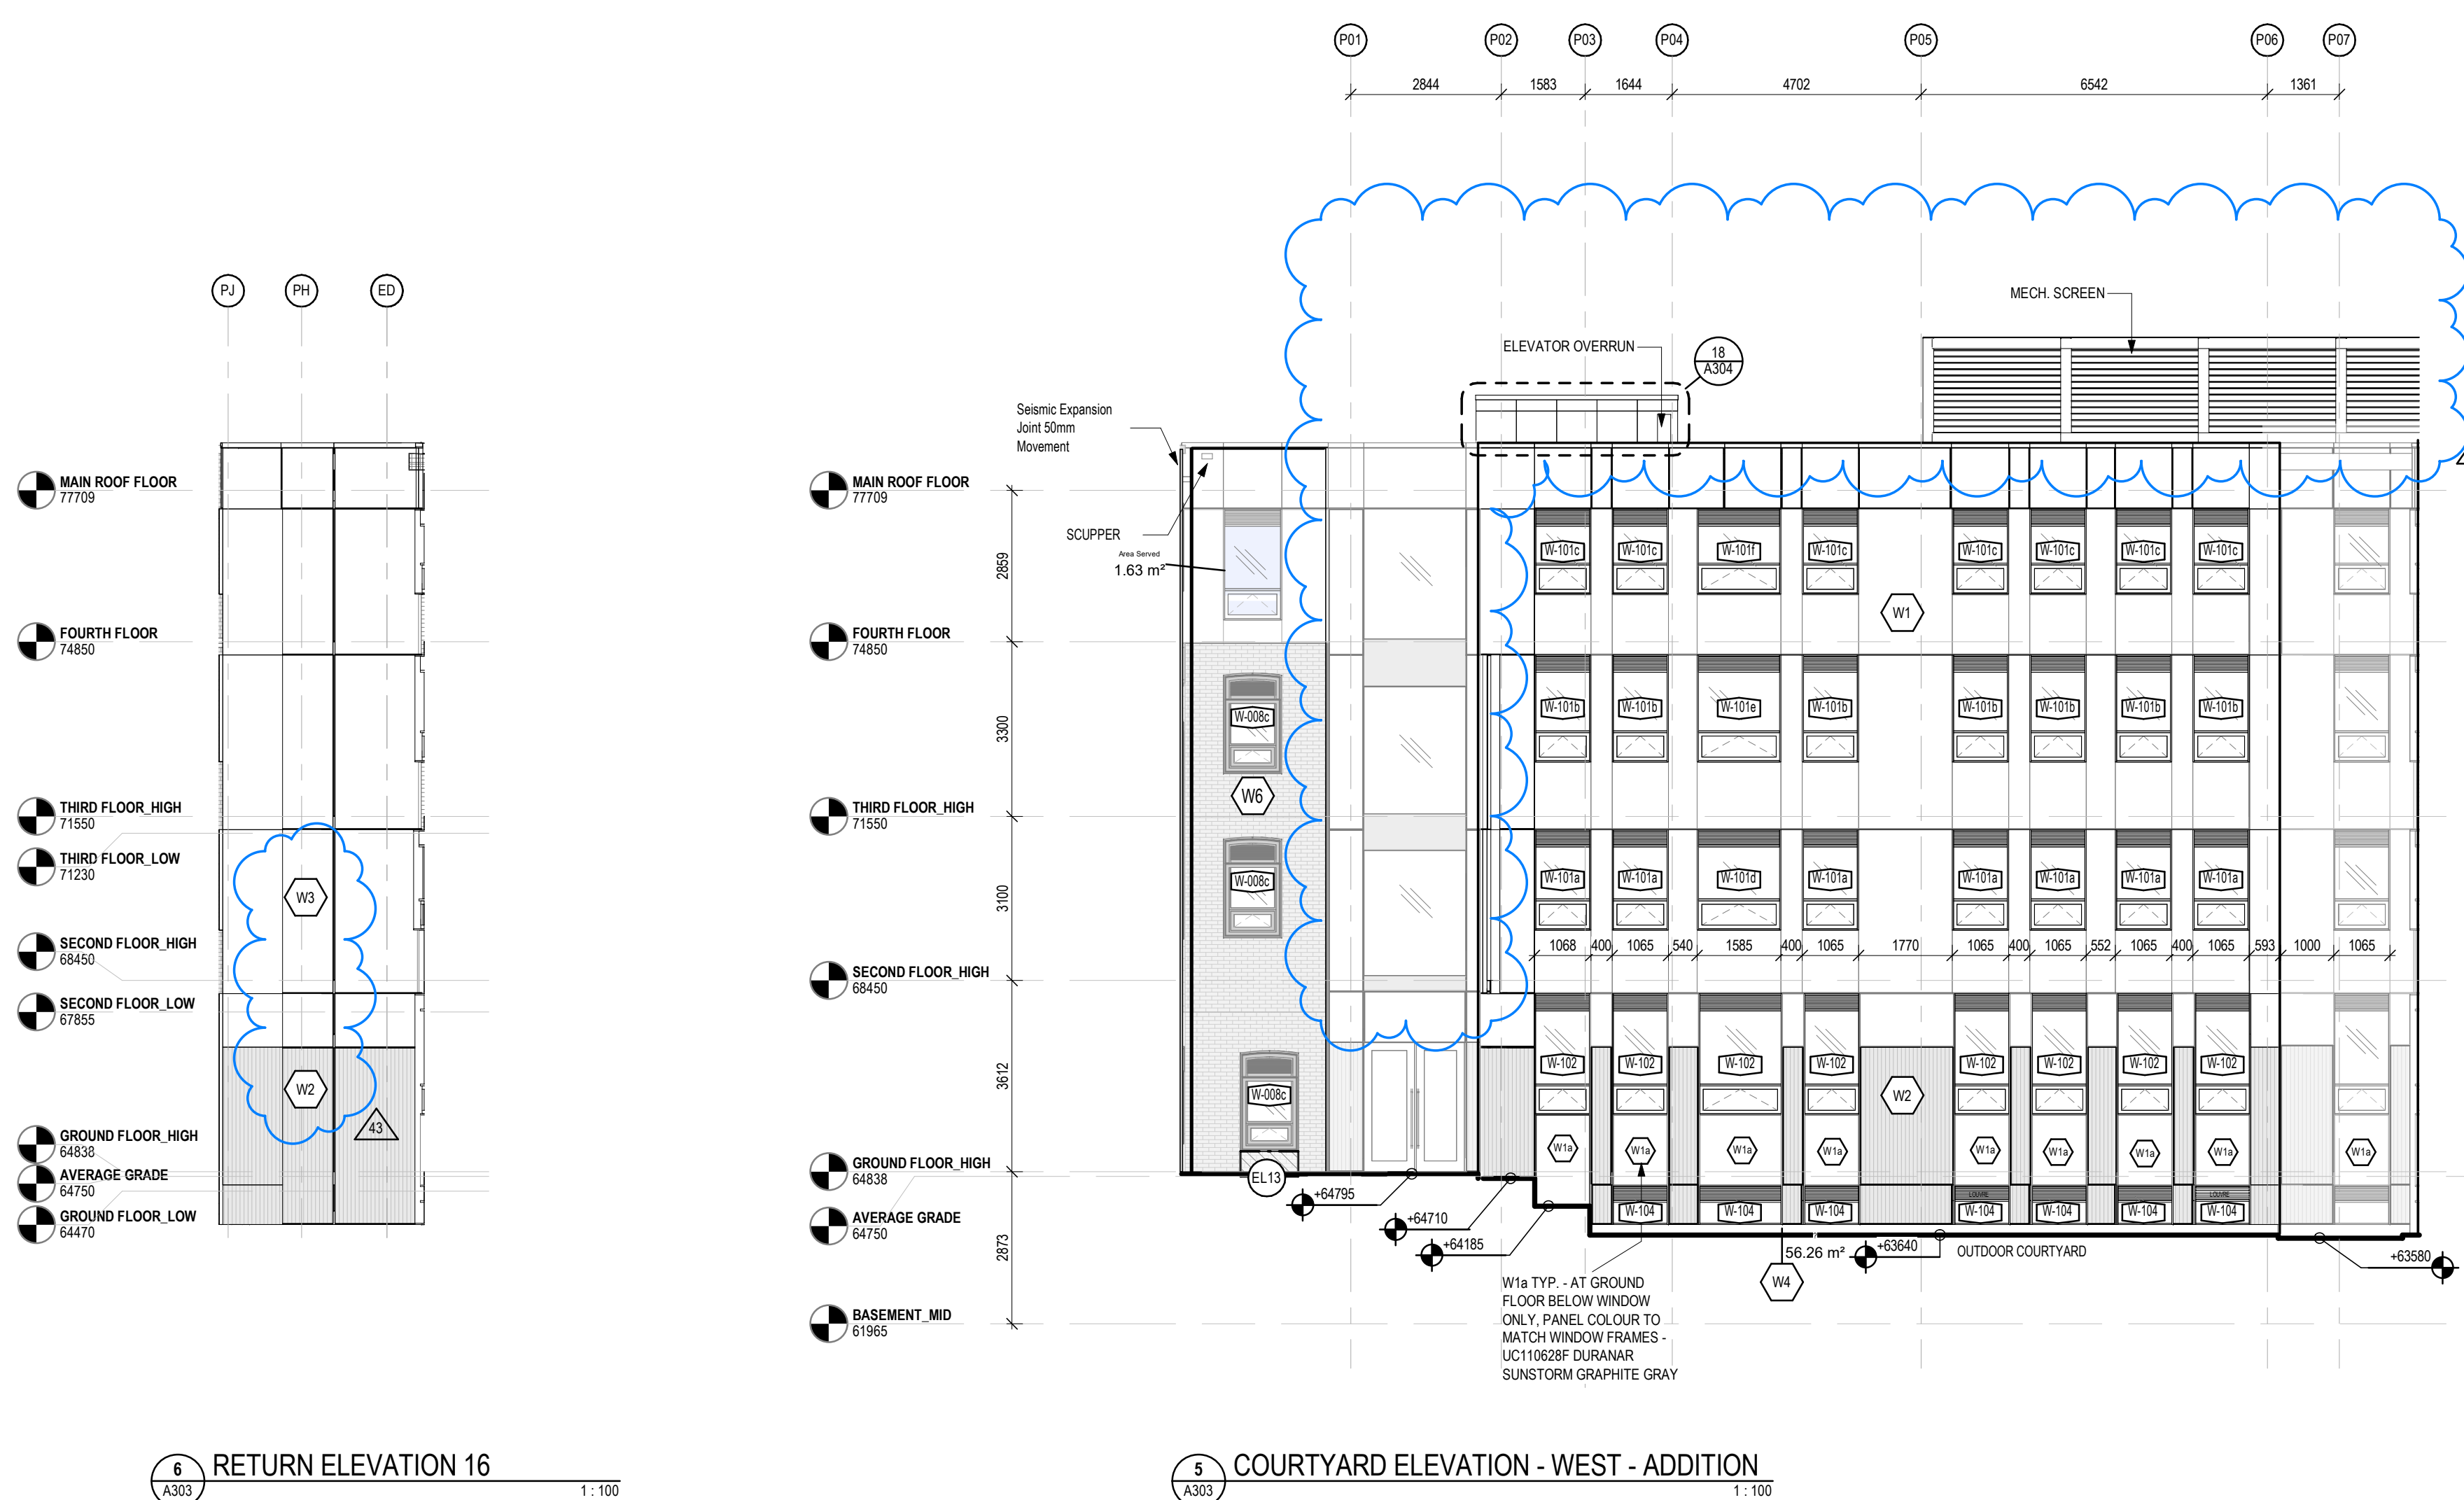 P01 P02 P03 P04 P05 P06 P07
2844 1583 1644 4702 6542 1361
PJ PH ED
MECH. SCREEN
ELEVATOR OVERRUN
18
A304
Seismic Expansion
Joint 50mm
Movement
MAIN ROOF FLOOR
77709
FOURTH FLOOR
74850
THIRD FLOOR_HIGH
71550
THIRD FLOOR_LOW
71230
SECOND FLOOR_HIGH
68450
SECOND FLOOR_LOW
67855
GROUND FLOOR_HIGH
64838
AVERAGE GRADE
64750
GROUND FLOOR_LOW
64470
W3
W2
43
MAIN ROOF FLOOR
77709
FOURTH FLOOR
74850
THIRD FLOOR_HIGH
71550
SECOND FLOOR_HIGH
68450
GROUND FLOOR_HIGH
64838
AVERAGE GRADE
64750
BASEMENT_MID
61965
2859
3300
3100
3612
2873
SCUPPER
Area Served
1.63 m²
W-101c W-101c W-101f W-101c W-101c W-101c W-101c W-101c
W1
W-008c
W-101b W-101b W-101e W-101b W-101b W-101b W-101b W-101b
W6
W-008c
W-101a W-101a W-101d W-101a W-101a W-101a W-101a W-101a
1068 400 1065 540 1585 400 1065 1770 1065 400 1065 552 1065 400 1065 593 1000 1065
W-102 W-102 W-102 W-102 W-102 W-102 W-102 W-102
W-008c
W2
W1a W1a W1a W1a W1a W1a W1a W1a W1a
EL13
LOUVRE LOUVRE
W-104 W-104 W-104 W-104 W-104 W-104 W-104
+64795
+64710
+64185
56.26 m²
+63640
OUTDOOR COURTYARD
+63580
W4
W1a TYP. - AT GROUND
FLOOR BELOW WINDOW
ONLY, PANEL COLOUR TO
MATCH WINDOW FRAMES -
UC110628F DURANAR
SUNSTORM GRAPHITE GRAY
6
A303
RETURN ELEVATION 16
1 : 100
5
A303
COURTYARD ELEVATION - WEST - ADDITION
1 : 100